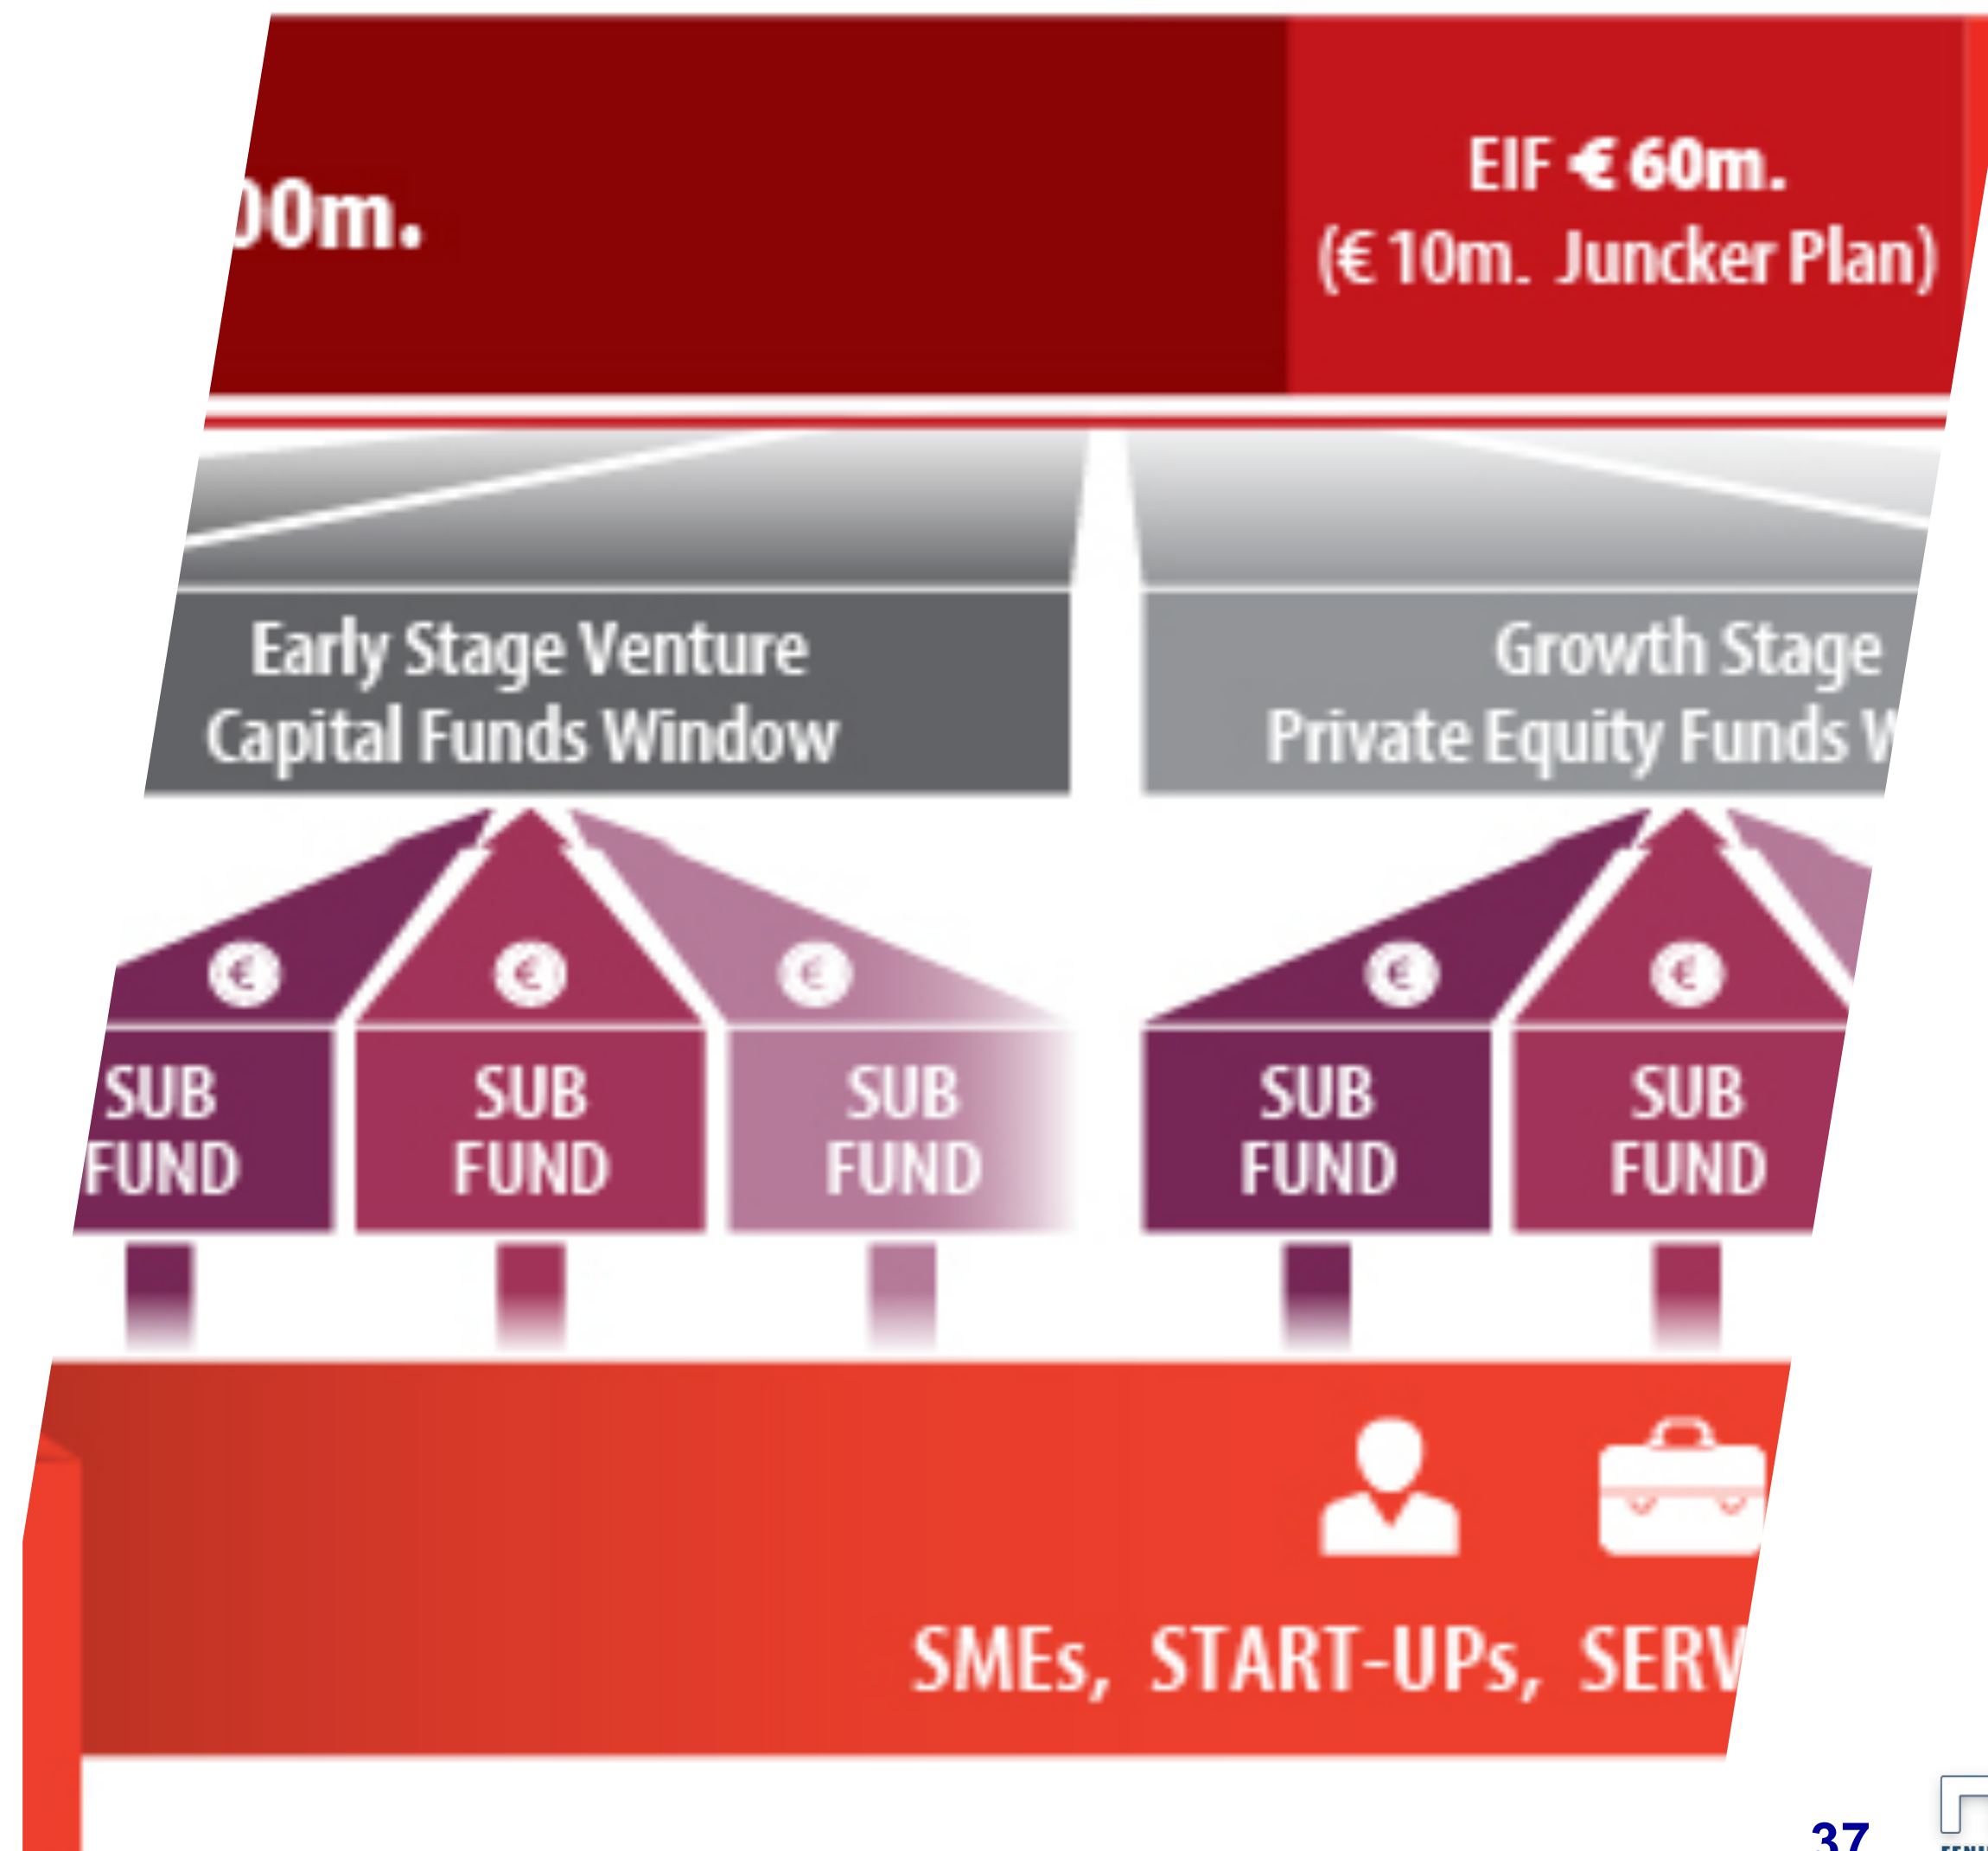 00m.
EIF € 60m.
(€ 10m. Juncker Plan)
Early Stage Venture
Capital Funds Window
Growth Stage
Private Equity Funds
€ € € € €
SUB SUB SUB SUB SUB
FUND FUND FUND FUND FUND
SMEs, START-UPs,
37